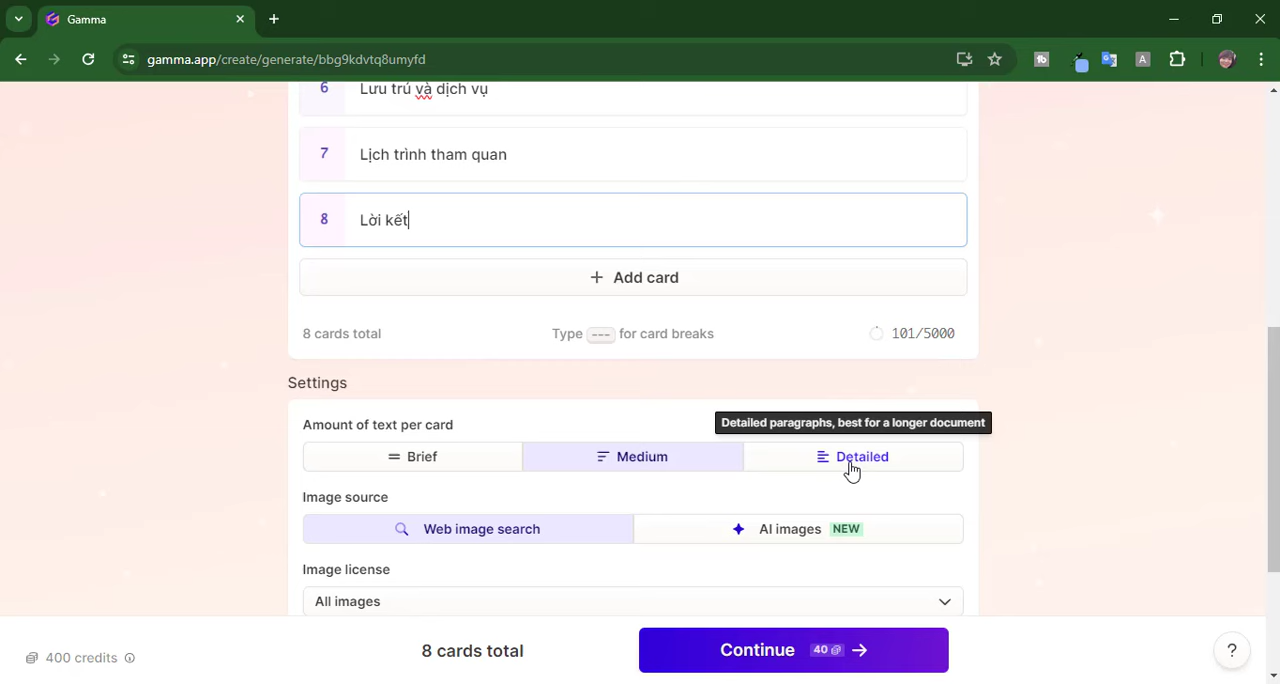 Gamma
gamma.app/create/generate/bbg9kdvtq8umyfd
A
6 Lưu trú và dịch vụ
7 Lịch trình tham quan
8 Lời kết
+ Add card
8 cards total Type --- for card breaks 101/5000
Settings
Detailed paragraphs, best for a longer document
Amount of text per card
Brief Medium Detailed
Image source
Web image search AI images NEW
Image license
All images
400 credits 8 cards total Continue 40 → ?